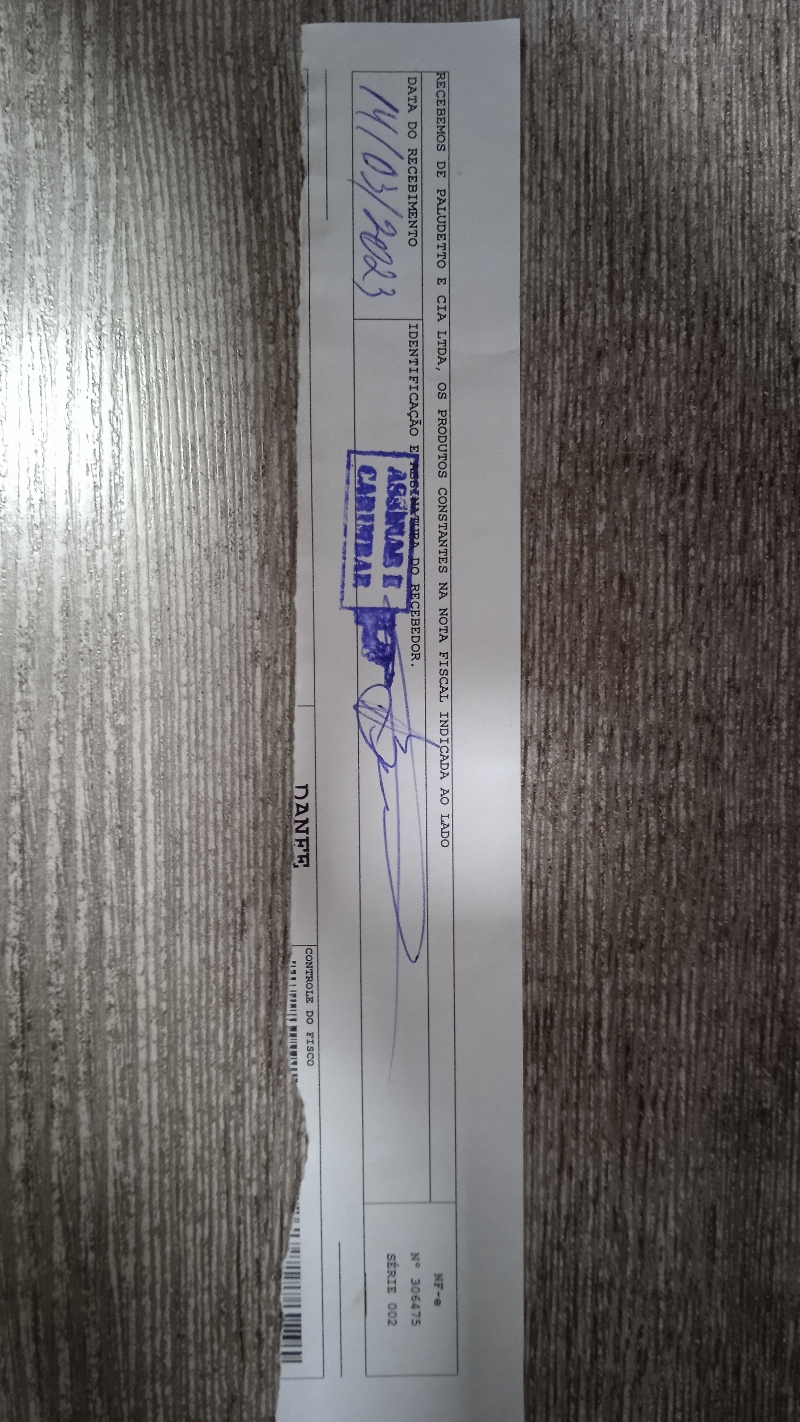 RECEBEMOS DE PALUDETTO E CIA LTDA, OS PRODUTOS CONSTANTES NA NOTA FISCAL INDICADA AO LADO
DATA DO RECEBIMENTO
14/03/2023
IDENTIFICAÇÃO E ASSINATURA DO RECEBEDOR.
ASSINAR E
CARIMBAR
NF-e
Nº 306475
SÉRIE 002
DANFE
CONTROLE DO FISCO